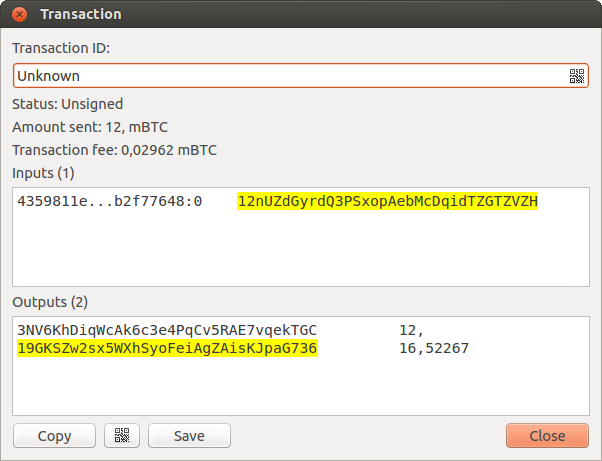 Transaction
Transaction ID:
Unknown
Status: Unsigned
Amount sent: 12, mBTC
Transaction fee: 0,02962 mBTC
Inputs (1)
4359811e...b2f77648:0 12nUZdGyrdQ3PSxopAebMcDqidTZGTZVZH
Outputs (2)
3NV6KhDiqWcAk6c3e4PqCv5RAE7vqekTGC 12,
19GKSZw2sx5WXhSyoFeiAgZAisKJpaG736 16,52267
Copy Save Close